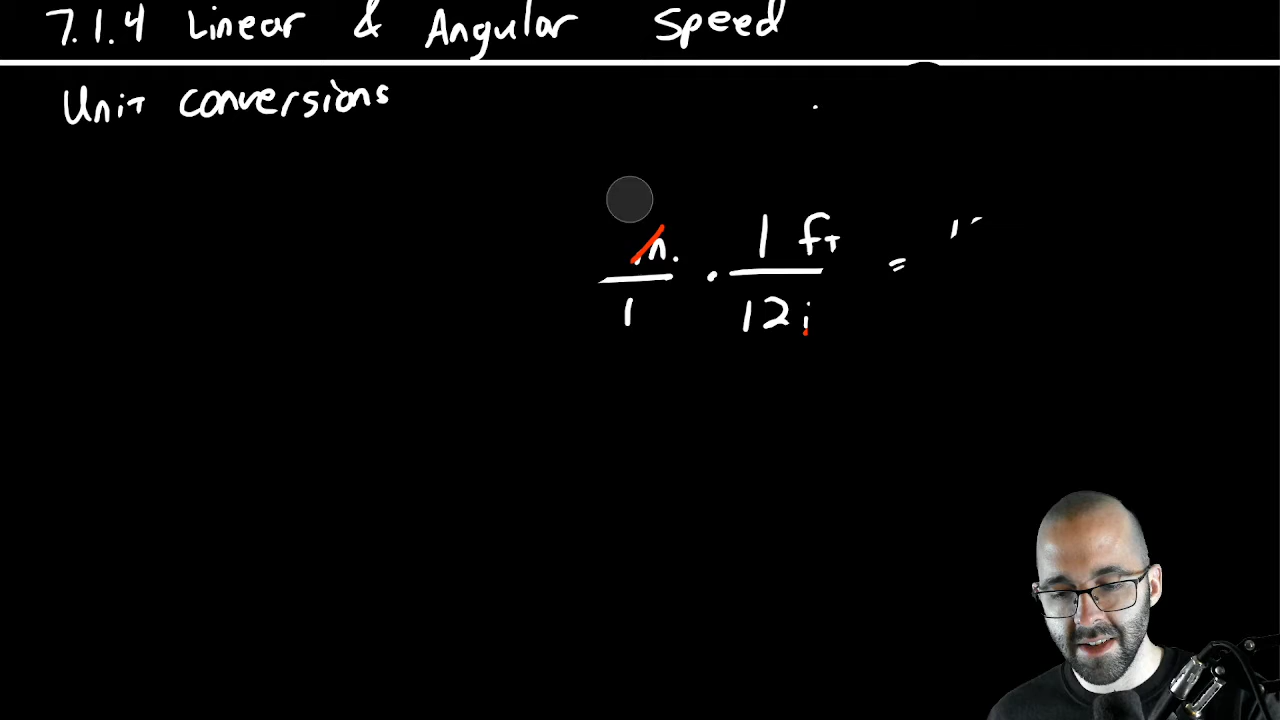 7.1.4 Linear & Angular Speed
Unit conversions
n. 1 ft
· =
1 12 i